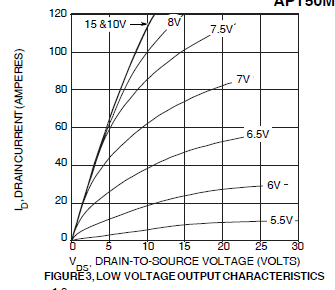 APT50M
120
100
80
60
40
20
0
I D, DRAIN CURRENT (AMPERES)
15 &10V
8V
7.5V
7V
6.5V
6V
5.5V
0 5 10 15 20 25 30
V DS, DRAIN-TO-SOURCE VOLTAGE (VOLTS)
FIGURE 3, LOW VOLTAGE OUTPUT CHARACTERISTICS